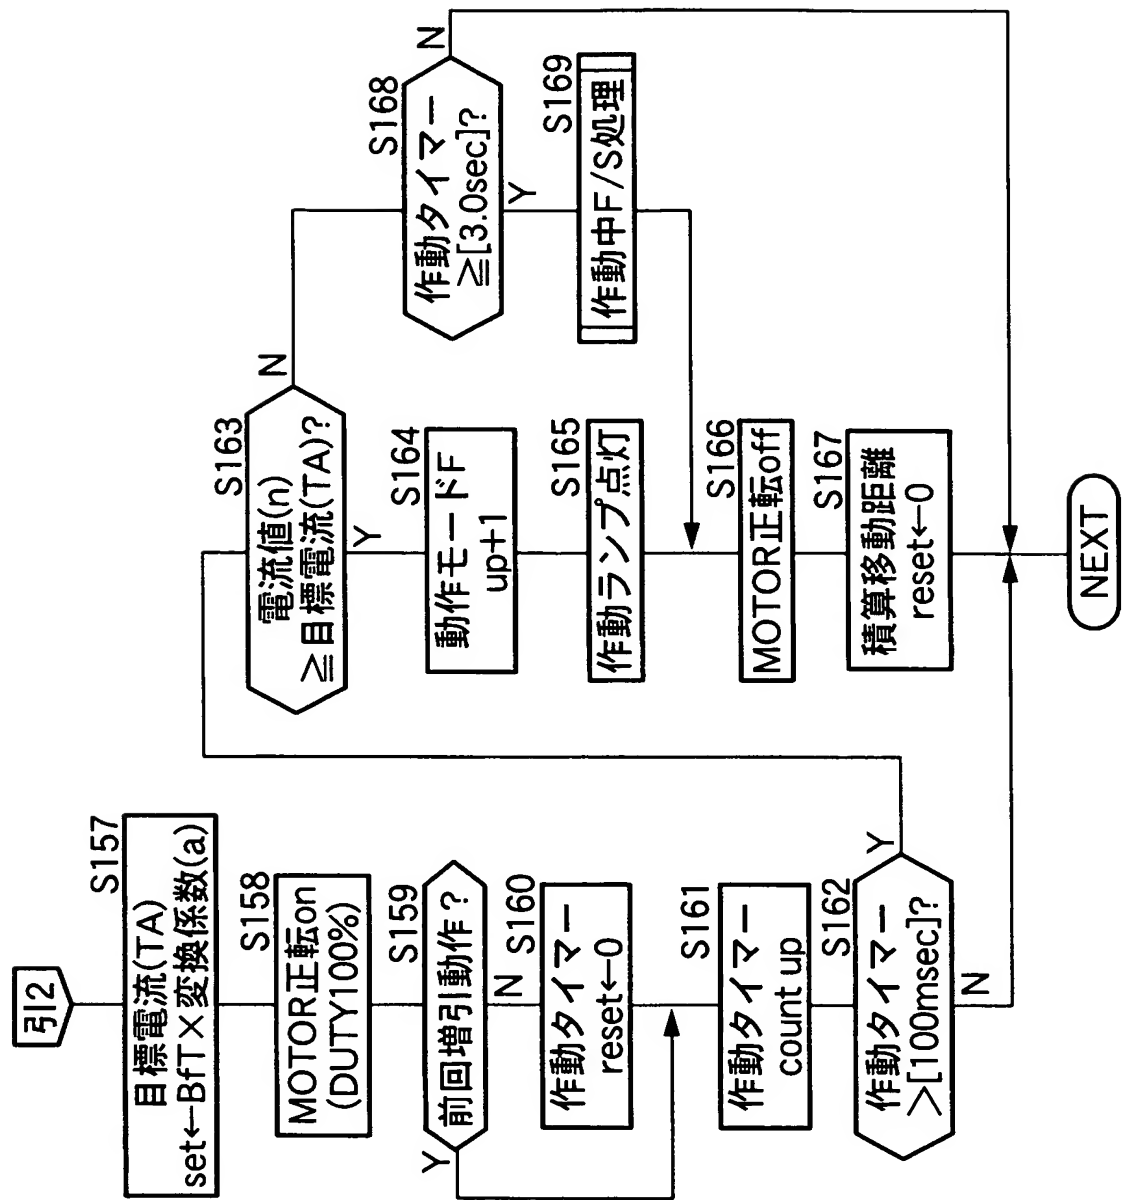 引2
S157
目標電流(TA)
set←BfT×変換係数(a)
S158
MOTOR正転on
(DUTY100%)
S159
前回増引動作?
Y
N
S160
作動タイマー
reset←0
S161
作動タイマー
count up
S162
作動タイマー
>[100msec]?
Y
N
S163
電流値(n)
≧目標電流(TA)?
N
Y
S164
動作モードF
up+1
S165
作動ランプ点灯
S166
MOTOR正転off
S167
積算移動距離
reset←0
S168
作動タイマー
≧[3.0sec]?
N
Y
S169
作動中F/S処理
NEXT